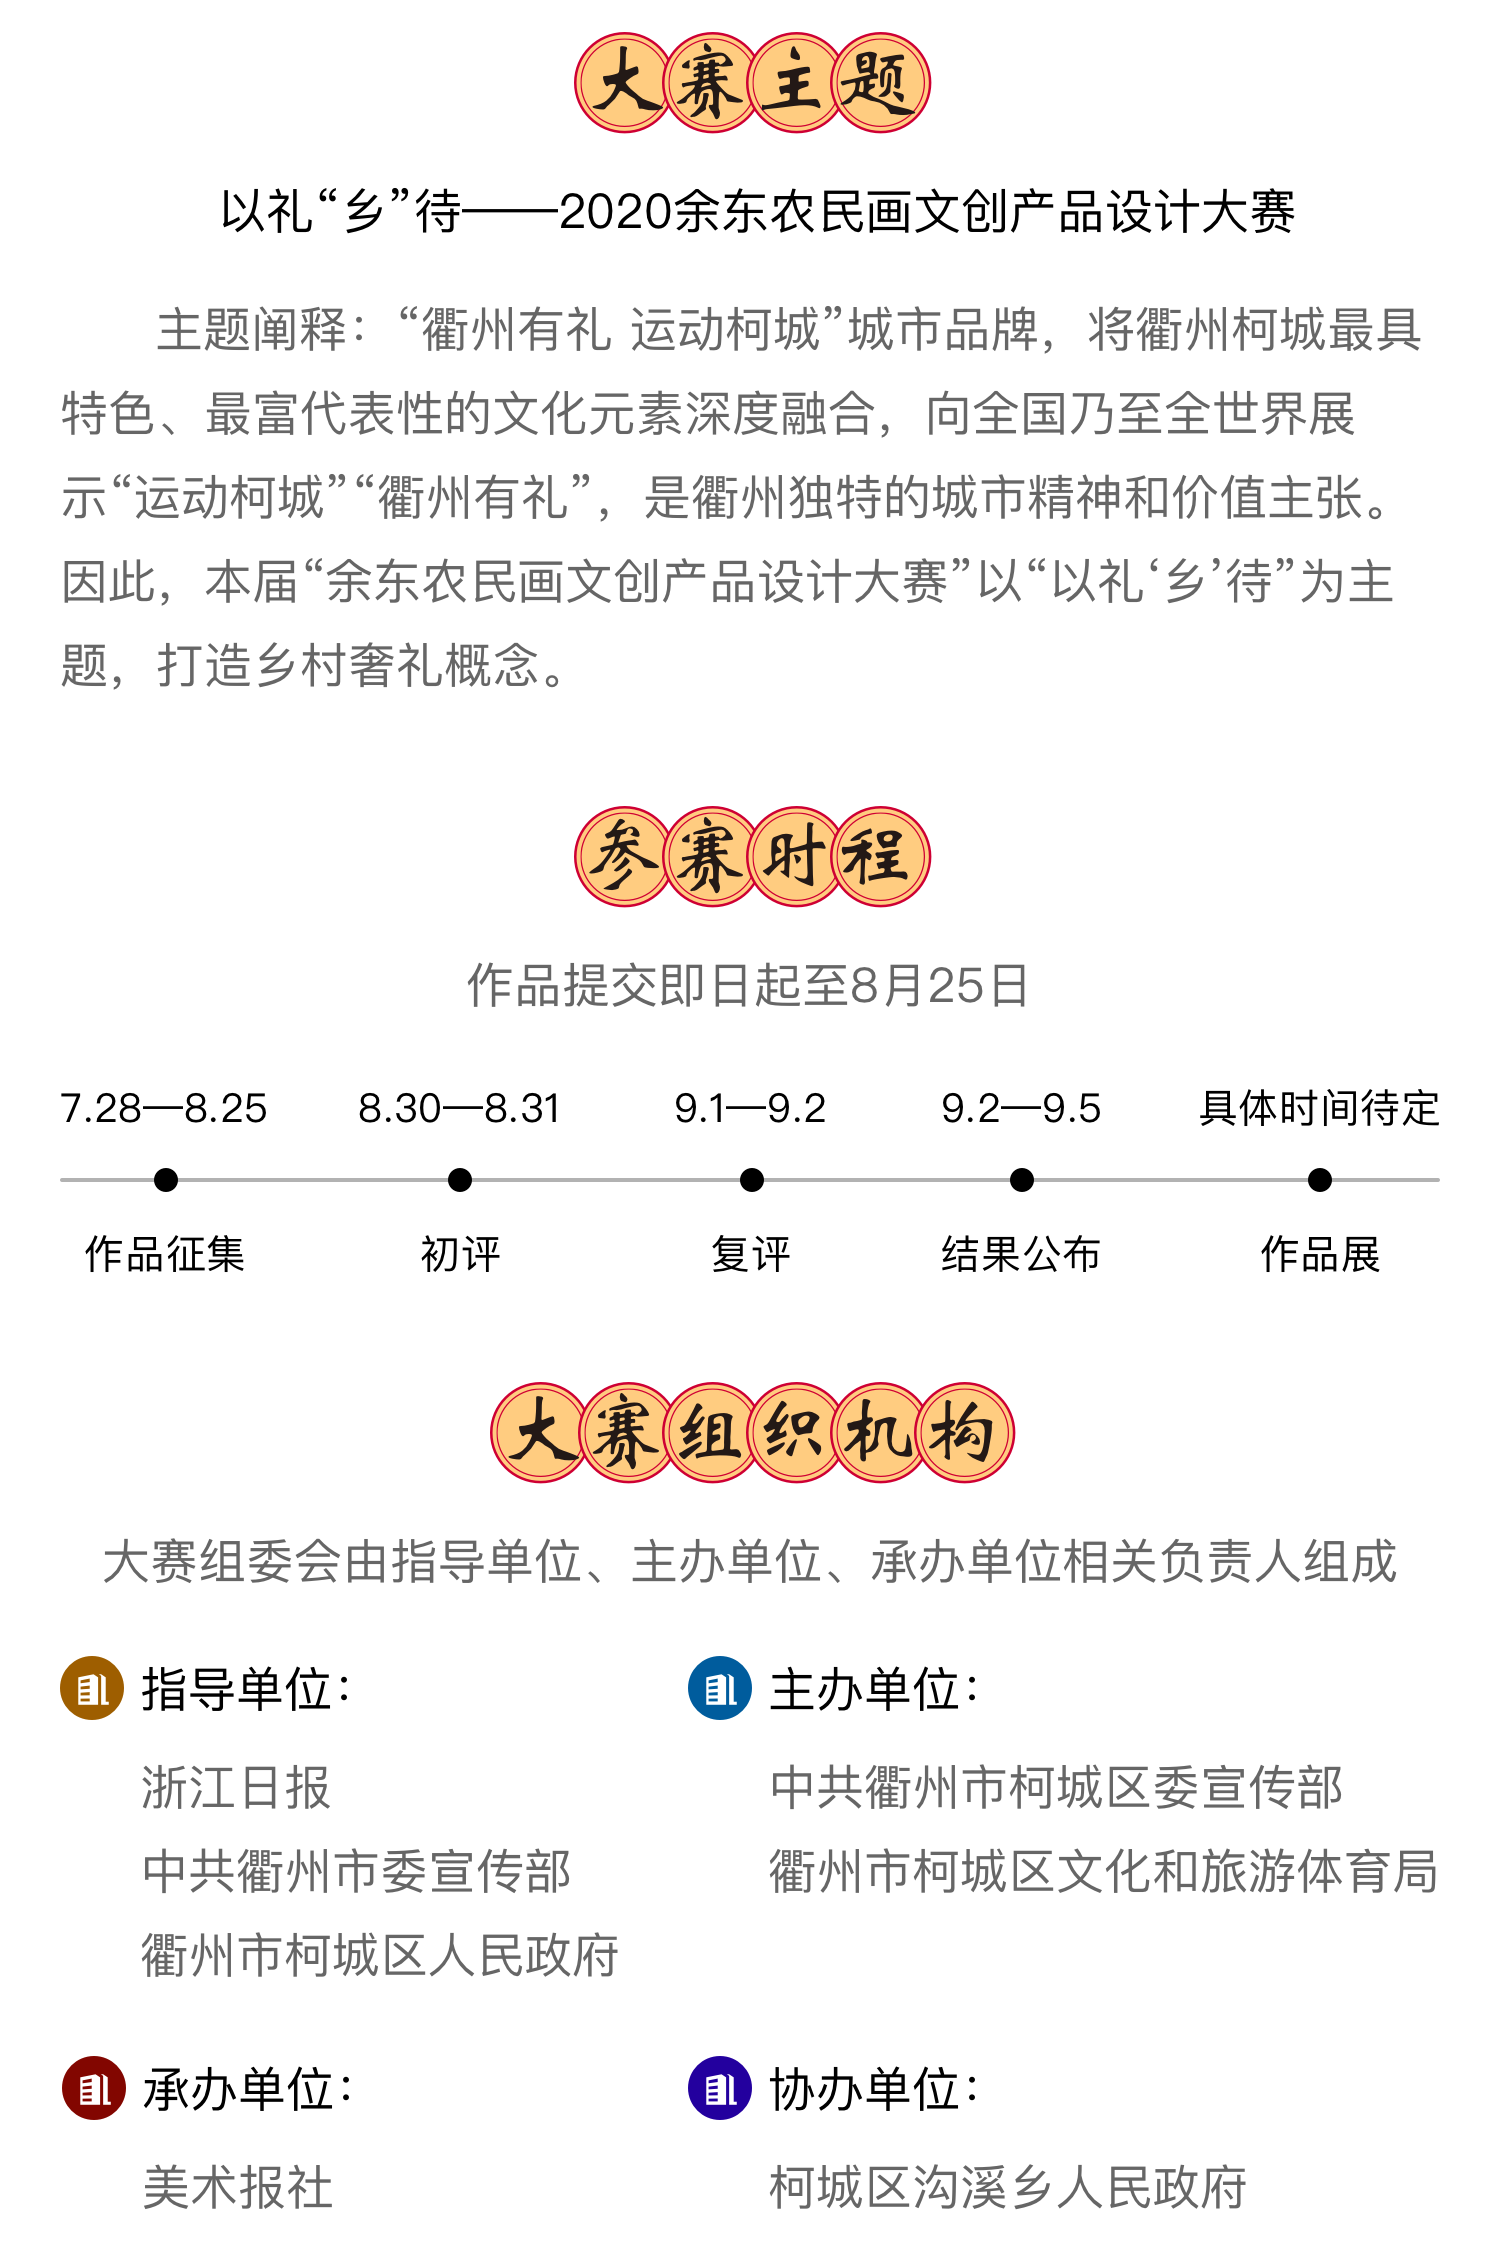 大赛主题
以礼“乡”待——2020余东农民画文创产品设计大赛
主题阐释：“衢州有礼 运动柯城”城市品牌，将衢州柯城最具
特色、最富代表性的文化元素深度融合，向全国乃至全世界展
示“运动柯城”“衢州有礼”，是衢州独特的城市精神和价值主张。
因此，本届“余东农民画文创产品设计大赛”以“以礼‘乡’待”为主
题，打造乡村奢礼概念。
参赛时程
作品提交即日起至8月25日
7.28—8.25 8.30—8.31 9.1—9.2 9.2—9.5 具体时间待定
作品征集 初评 复评 结果公布 作品展
大赛组织机构
大赛组委会由指导单位、主办单位、承办单位相关负责人组成
指导单位：
浙江日报
中共衢州市委宣传部
衢州市柯城区人民政府
主办单位：
中共衢州市柯城区委宣传部
衢州市柯城区文化和旅游体育局
承办单位：
美术报社
协办单位：
柯城区沟溪乡人民政府